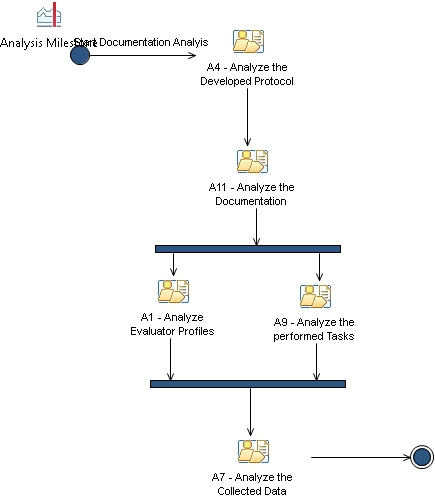 Analysis Milestone
Start Documentation Analyis
A4 - Analyze the
Developed Protocol
A11 - Analyze the
Documentation
A1 - Analyze
Evaluator Profiles
A9 - Analyze the
performed Tasks
A7 - Analyze the
Collected Data